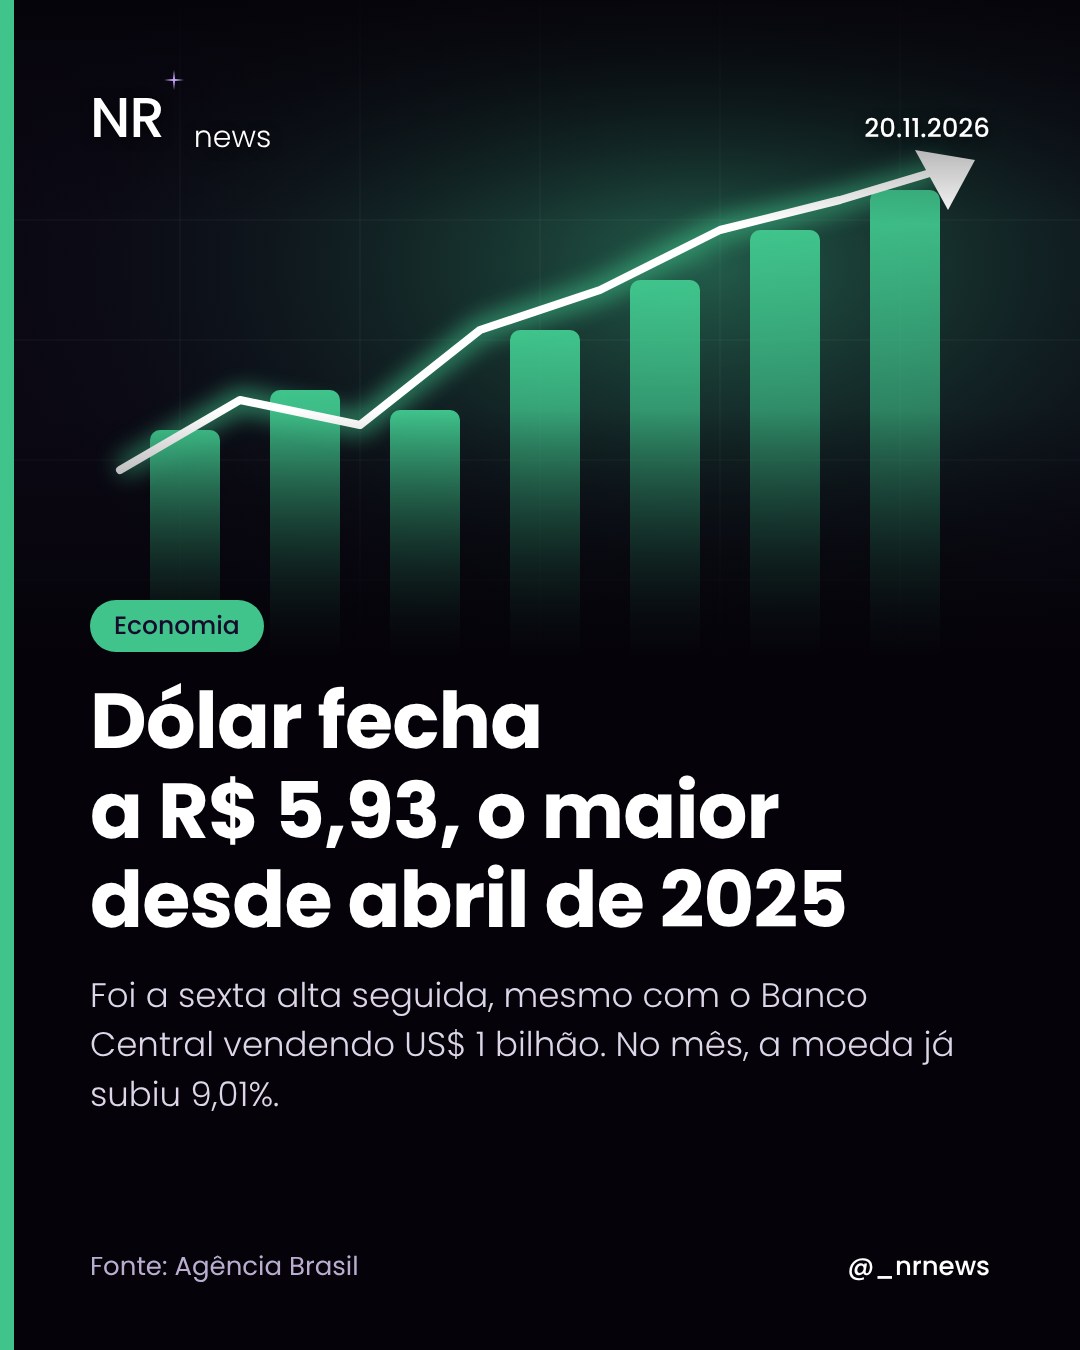 NR
news
20.11.2026
Economia
Dólar fecha
a R$ 5,93, o maior
desde abril de 2025
Foi a sexta alta seguida, mesmo com o Banco
Central vendendo US$ 1 bilhão. No mês, a moeda já
subiu 9,01%.
Fonte: Agência Brasil
@_nrnews